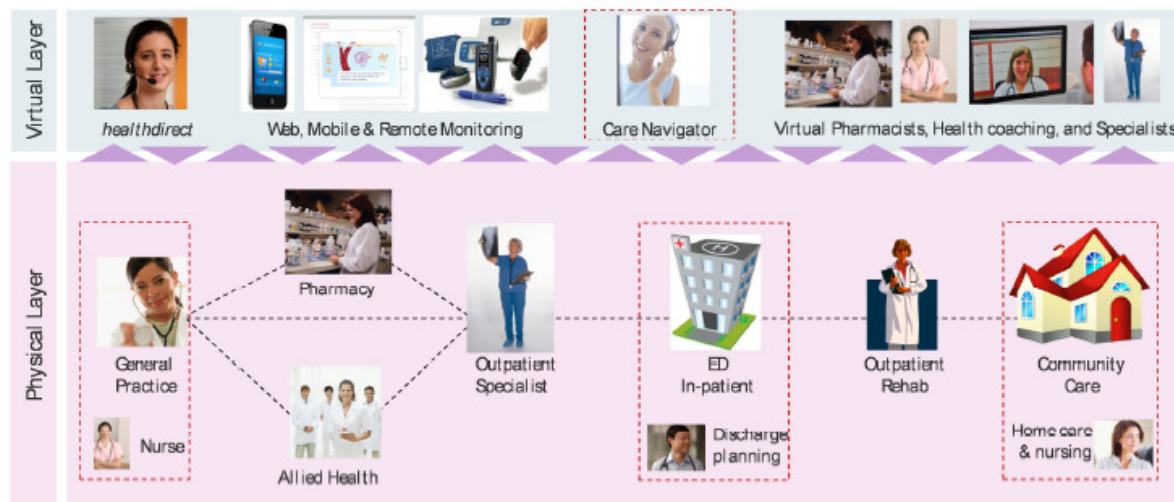 Virtual Layer
healthdirect
Web, Mobile & Remote Monitoring
Care Navigator
Virtual Pharmacists, Health coaching, and Specialists
Physical Layer
Pharmacy
General
Practice
Outpatient
Specialist
ED
In-patient
Outpatient
Rehab
Community
Care
Nurse
Allied Health
Discharge
planning
Home care
& nursing